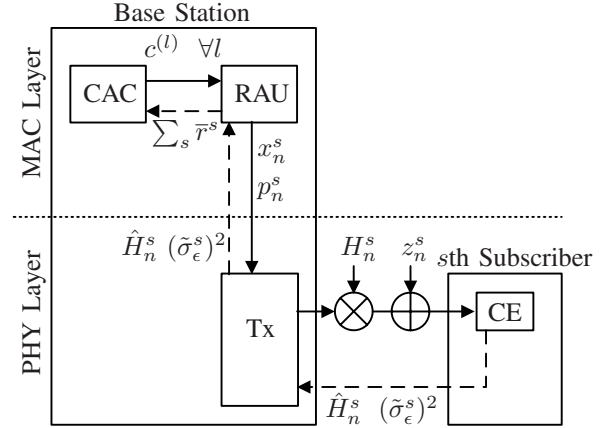 Base Station
MAC Layer
c^{(l)} ∀l
CAC
RAU
∑_s r̅^s
x_n^s
p_n^s
PHY Layer
Ĥ_n^s (σ̃_ϵ^s)^2
H_n^s
z_n^s
sth Subscriber
Tx
CE
Ĥ_n^s (σ̃_ϵ^s)^2